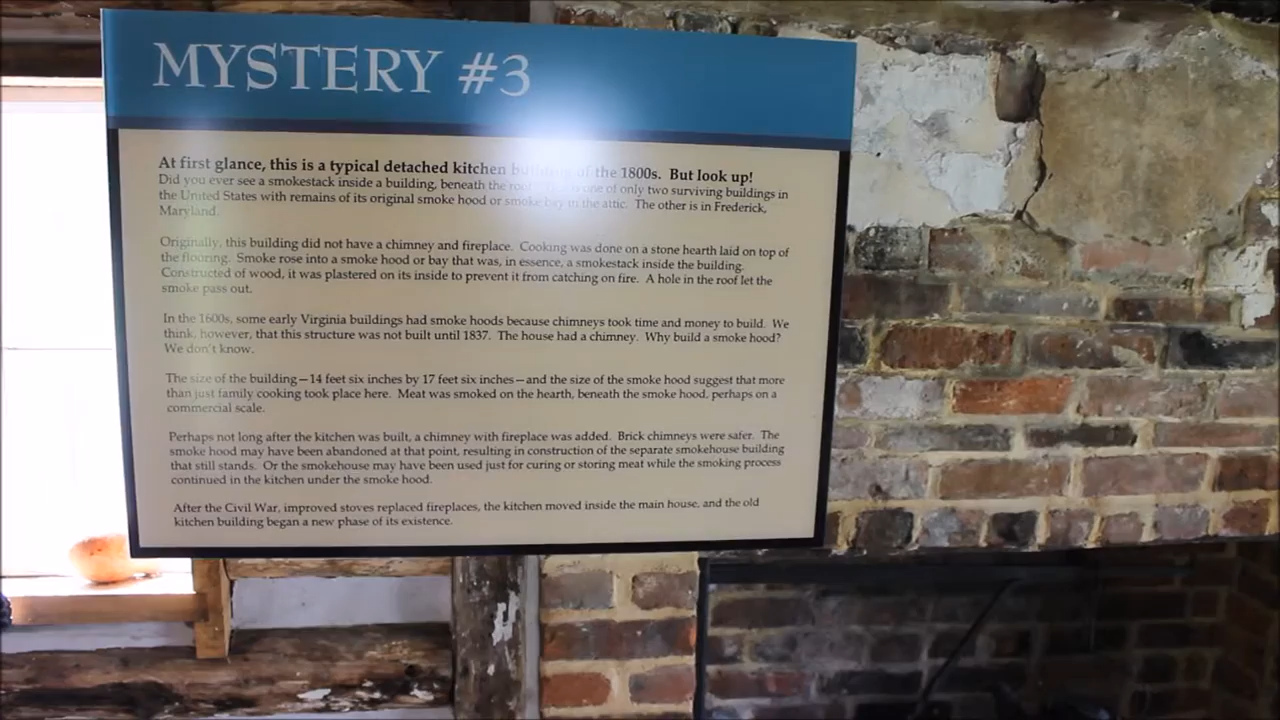 MYSTERY #3
At first glance, this is a typical detached kitchen building of the 1800s. But look up!
Did you ever see a smokestack inside a building, beneath the roof? This is one of only two surviving buildings in
the United States with remains of its original smoke hood or smoke bay in the attic. The other is in Frederick,
Maryland.
Originally, this building did not have a chimney and fireplace. Cooking was done on a stone hearth laid on top of
the flooring. Smoke rose into a smoke hood or bay that was, in essence, a smokestack inside the building.
Constructed of wood, it was plastered on its inside to prevent it from catching on fire. A hole in the roof let the
smoke pass out.
In the 1600s, some early Virginia buildings had smoke hoods because chimneys took time and money to build. We
think, however, that this structure was not built until 1837. The house had a chimney. Why build a smoke hood?
We don't know.
The size of the building—14 feet six inches by 17 feet six inches—and the size of the smoke hood suggest that more
than just family cooking took place here. Meat was smoked on the hearth, beneath the smoke hood, perhaps on a
commercial scale.
Perhaps not long after the kitchen was built, a chimney with fireplace was added. Brick chimneys were safer. The
smoke hood may have been abandoned at that point, resulting in construction of the separate smokehouse building
that still stands. Or the smokehouse may have been used just for curing or storing meat while the smoking process
continued in the kitchen under the smoke hood.
After the Civil War, improved stoves replaced fireplaces, the kitchen moved inside the main house, and the old
kitchen building began a new phase of its existence.